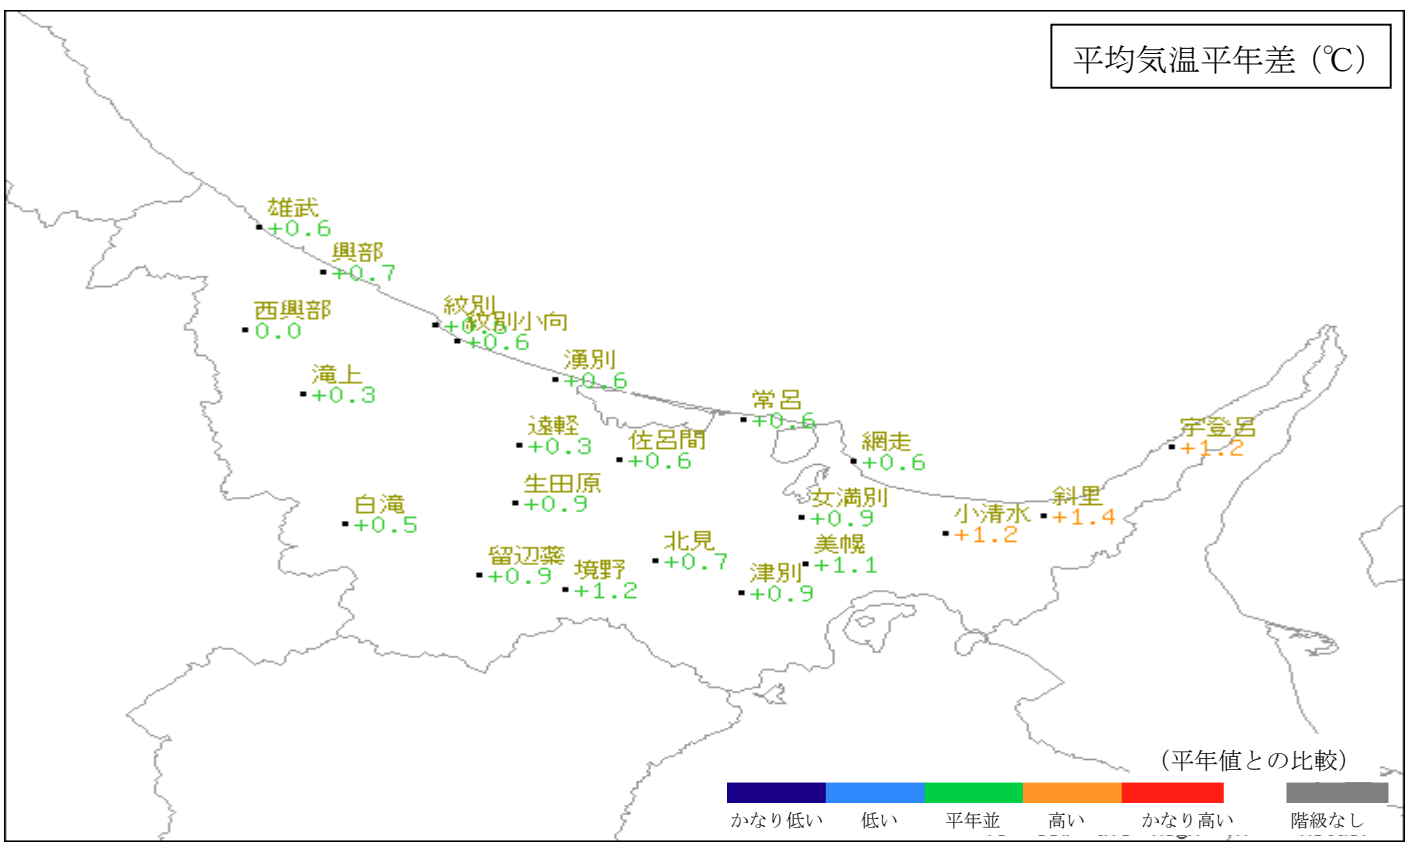 平均気温平年差（℃）
雄武
+0.6
興部
+0.7
西興部
0.0
紋別
紋別小向
+0.6
滝上
+0.3
湧別
+0.6
常呂
+0.6
遠軽
+0.3
佐呂間
+0.6
網走
+0.6
宇登呂
+1.2
生田原
+0.9
白滝
+0.5
女満別
+0.9
小清水
+1.2
斜里
+1.4
留辺蘂
+0.9
境野
+1.2
北見
+0.7
美幌
+1.1
津別
+0.9
（平年値との比較）
かなり低い 低い 平年並 高い かなり高い 階級なし